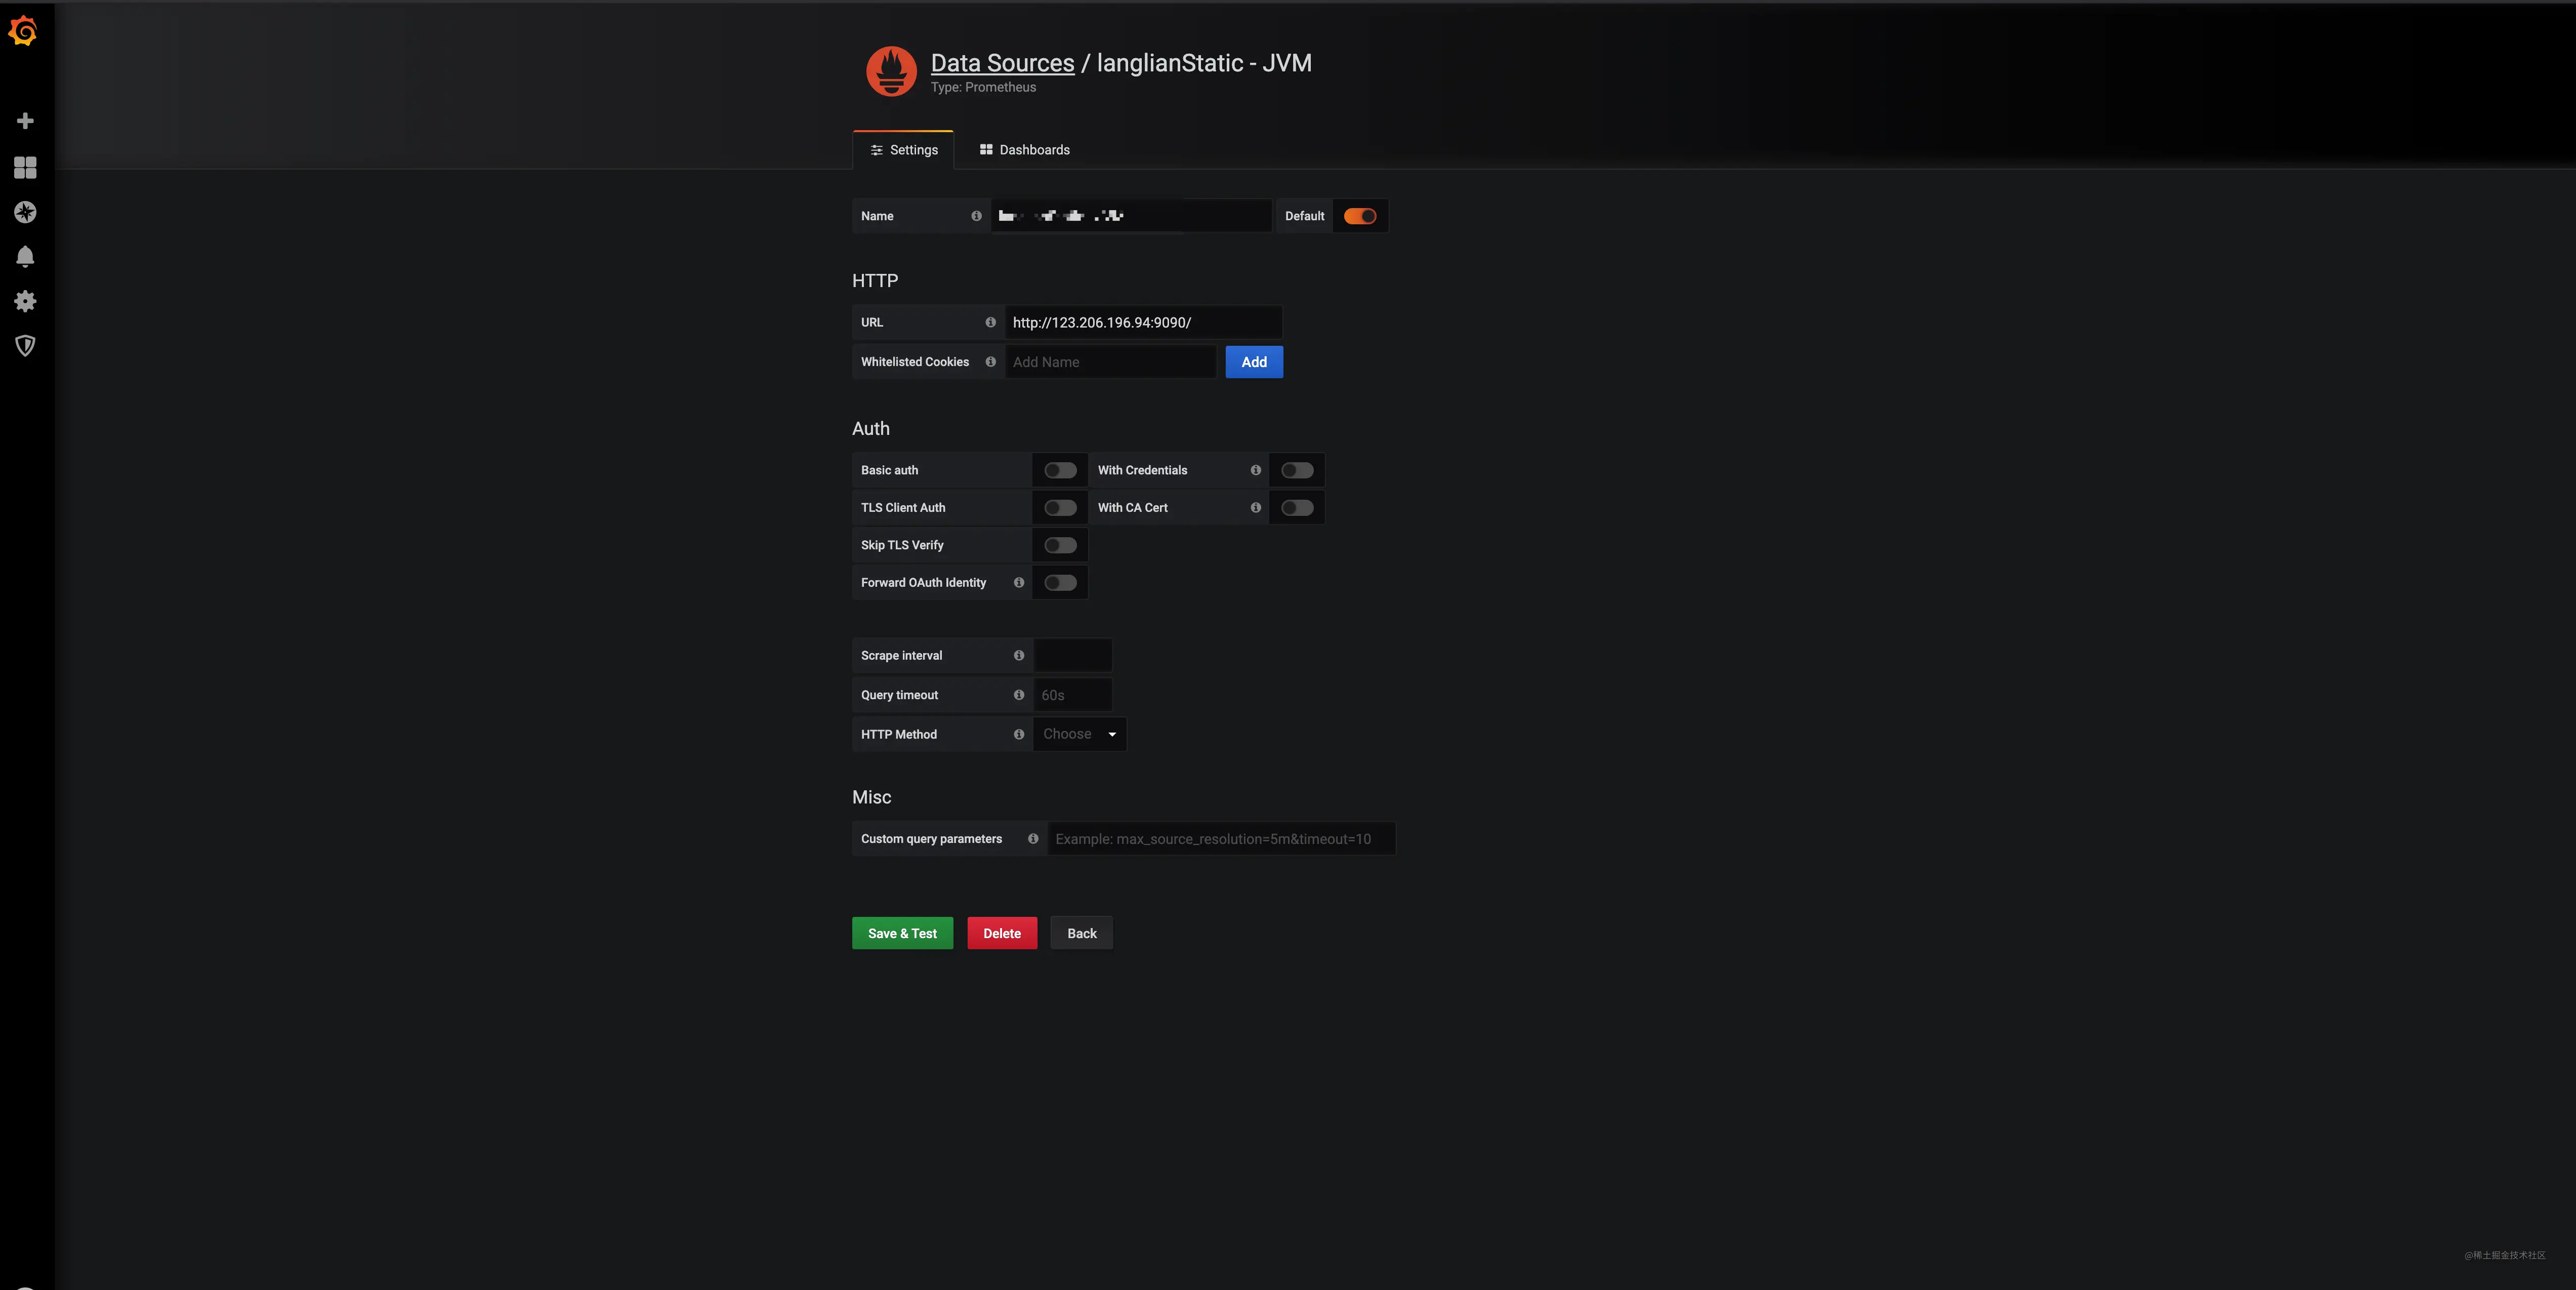 Data Sources / langlianStatic - JVM
Type: Prometheus
Settings
Dashboards
Name
Default
HTTP
URL
http://123.206.196.94:9090/
Whitelisted Cookies
Add Name
Add
Auth
Basic auth
With Credentials
TLS Client Auth
With CA Cert
Skip TLS Verify
Forward OAuth Identity
Scrape interval
Query timeout
60s
HTTP Method
Choose
Misc
Custom query parameters
Example: max_source_resolution=5m&timeout=10
Save & Test
Delete
Back
@稀土掘金技术社区